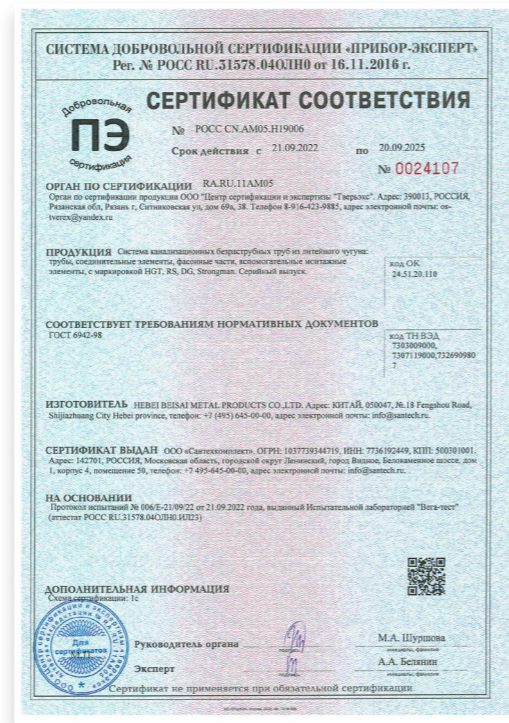 СИСТЕМА ДОБРОВОЛЬНОЙ СЕРТИФИКАЦИИ «ПРИБОР-ЭКСПЕРТ»
Рег. № РОСС RU.31578.04ОЛН0 от 16.11.2016 г.
Добровольная
ПЭ
сертификация
СЕРТИФИКАТ СООТВЕТСТВИЯ
№ РОСС CN.АМ05.Н19006
Срок действия с 21.09.2022 по 20.09.2025
№ 0024107
ОРГАН ПО СЕРТИФИКАЦИИ RA.RU.11АМ05
Орган по сертификации продукции ООО "Центр сертификации и экспертизы "Тверьэкс". Адрес: 390013, РОССИЯ,
Рязанская обл, Рязань г, Ситниковская ул, дом 69а, 38. Телефон 8-916-423-9885, адрес электронной почты: os-
tverex@yandex.ru
ПРОДУКЦИЯ Система канализационных безраструбных труб из литейного чугуна:
трубы, соединительные элементы, фасонные части, вспомогательные монтажные
элементы, с маркировкой HGT, RS, DG, Strongman. Серийный выпуск.
код ОК
24.51.20.110
СООТВЕТСТВУЕТ ТРЕБОВАНИЯМ НОРМАТИВНЫХ ДОКУМЕНТОВ
ГОСТ 6942-98
код ТН ВЭД
7303009000,
7307119000,732690980
7
ИЗГОТОВИТЕЛЬ HEBEI BEISAI METAL PRODUCTS CO.,LTD. Адрес: КИТАЙ, 050047, №.18 Fengshou Road,
Shijiazhuang City Hebei province, телефон: +7 (495) 645-00-00, адрес электронной почты: info@santech.ru.
СЕРТИФИКАТ ВЫДАН ООО «Сантехкомплект», ОГРН: 1037739344719, ИНН: 7736192449, КПП: 500301001.
Адрес: 142701, РОССИЯ, Московская область, городской округ Ленинский, город Видное, Белокаменное шоссе, дом
1, корпус 4, помещение 50, телефон: +7 495-645-00-00, адрес электронной почты: info@santech.ru.
НА ОСНОВАНИИ
Протокол испытаний № 006/Е-21/09/22 от 21.09.2022 года, выданный Испытательной лабораторией "Вега-тест"
(аттестат РОСС RU.31578.04ОЛН0.ИЛ23)
ДОПОЛНИТЕЛЬНАЯ ИНФОРМАЦИЯ
Схема сертификации: 1с
Для
сертификатов
М.П.
Руководитель органа
подпись
М.А. Шуршова
инициалы, фамилия
Эксперт
подпись
А.А. Белянин
инициалы, фамилия
Сертификат не применяется при обязательной сертификации